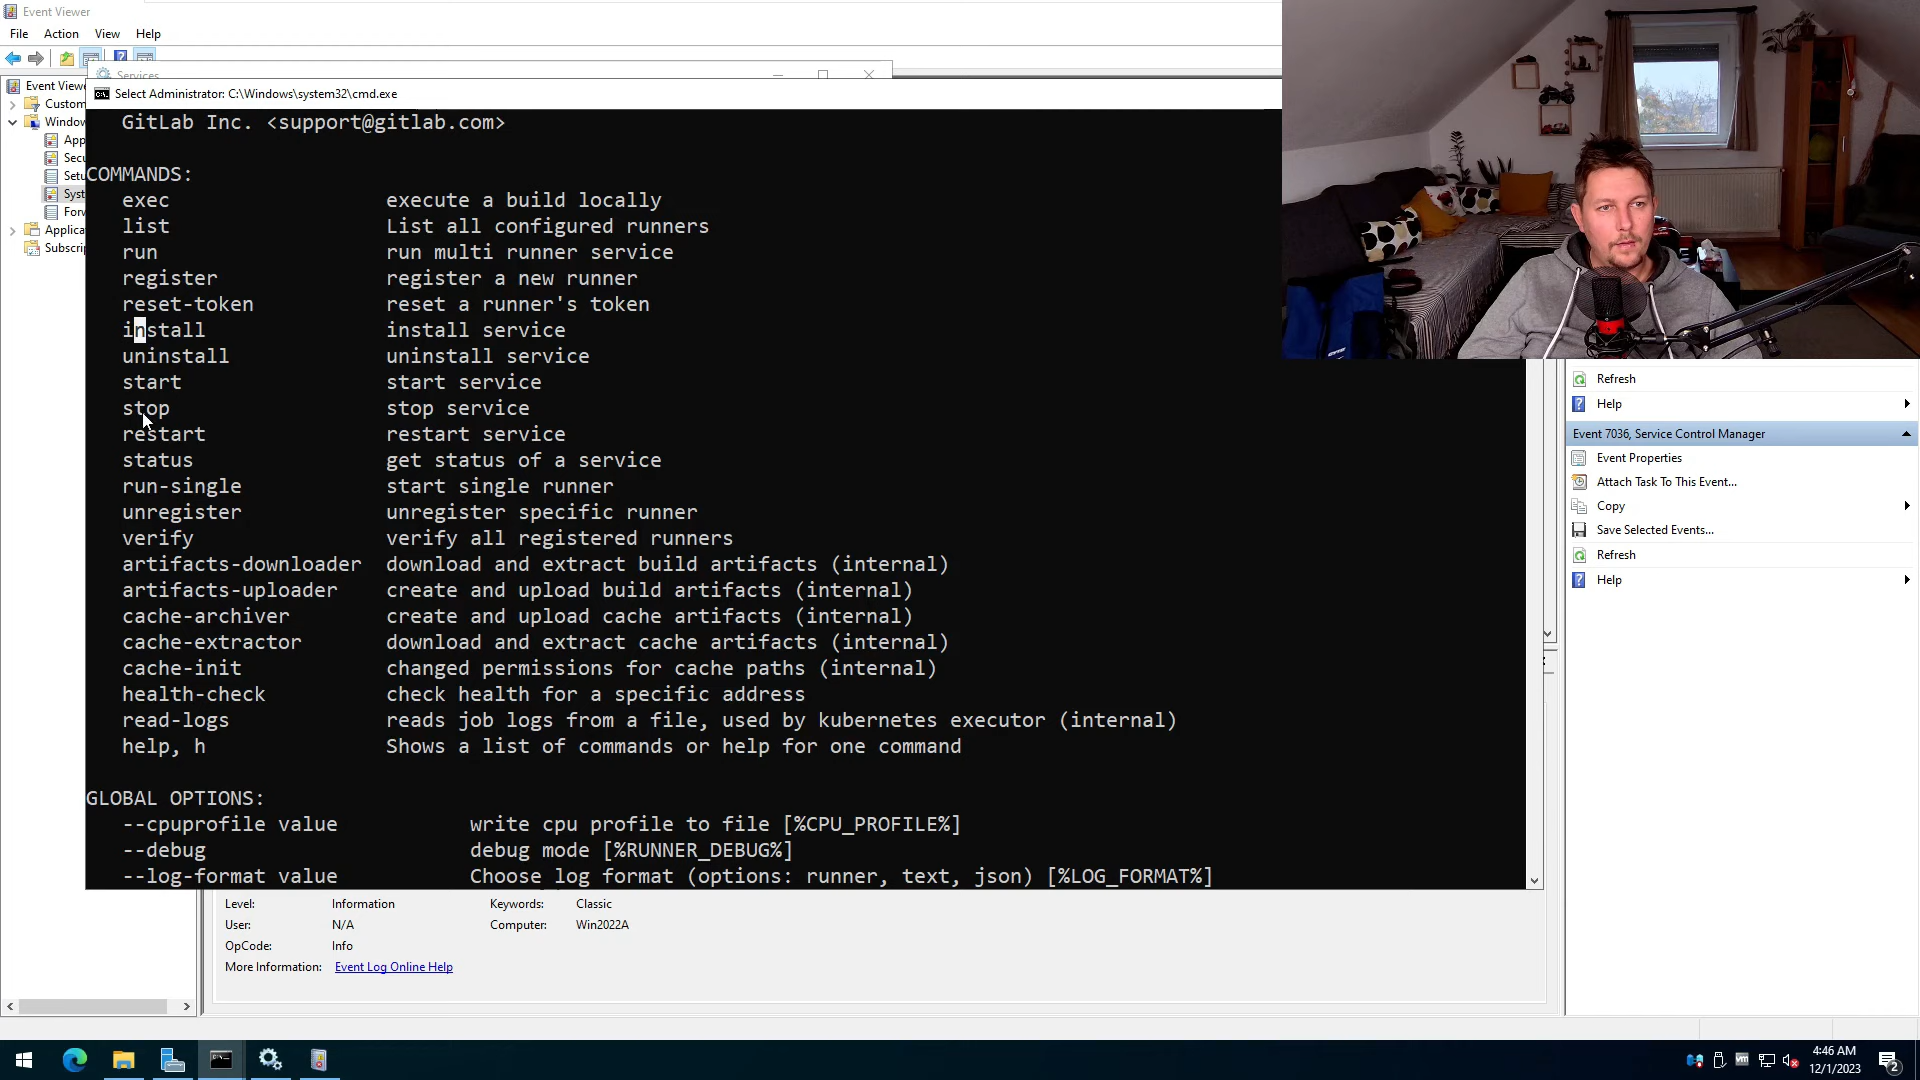 Event Viewer
File Action View Help
Services
Event Viewe
Custom
Window
App
Secu
Setu
Syst
Forw
Applica
Subscrip
Select Administrator: C:\Windows\system32\cmd.exe
GitLab Inc. <support@gitlab.com>
COMMANDS:
exec execute a build locally
list List all configured runners
run run multi runner service
register register a new runner
reset-token reset a runner's token
install install service
uninstall uninstall service
start start service
stop stop service
restart restart service
status get status of a service
run-single start single runner
unregister unregister specific runner
verify verify all registered runners
artifacts-downloader download and extract build artifacts (internal)
artifacts-uploader create and upload build artifacts (internal)
cache-archiver create and upload cache artifacts (internal)
cache-extractor download and extract cache artifacts (internal)
cache-init changed permissions for cache paths (internal)
health-check check health for a specific address
read-logs reads job logs from a file, used by kubernetes executor (internal)
help, h Shows a list of commands or help for one command
GLOBAL OPTIONS:
--cpuprofile value write cpu profile to file [%CPU_PROFILE%]
--debug debug mode [%RUNNER_DEBUG%]
--log-format value Choose log format (options: runner, text, json) [%LOG_FORMAT%]
Level: Information Keywords: Classic
User: N/A Computer: Win2022A
OpCode: Info
More Information: Event Log Online Help
Refresh
Help
Event 7036, Service Control Manager
Event Properties
Attach Task To This Event...
Copy
Save Selected Events...
Refresh
Help
4:46 AM
12/1/2023
2